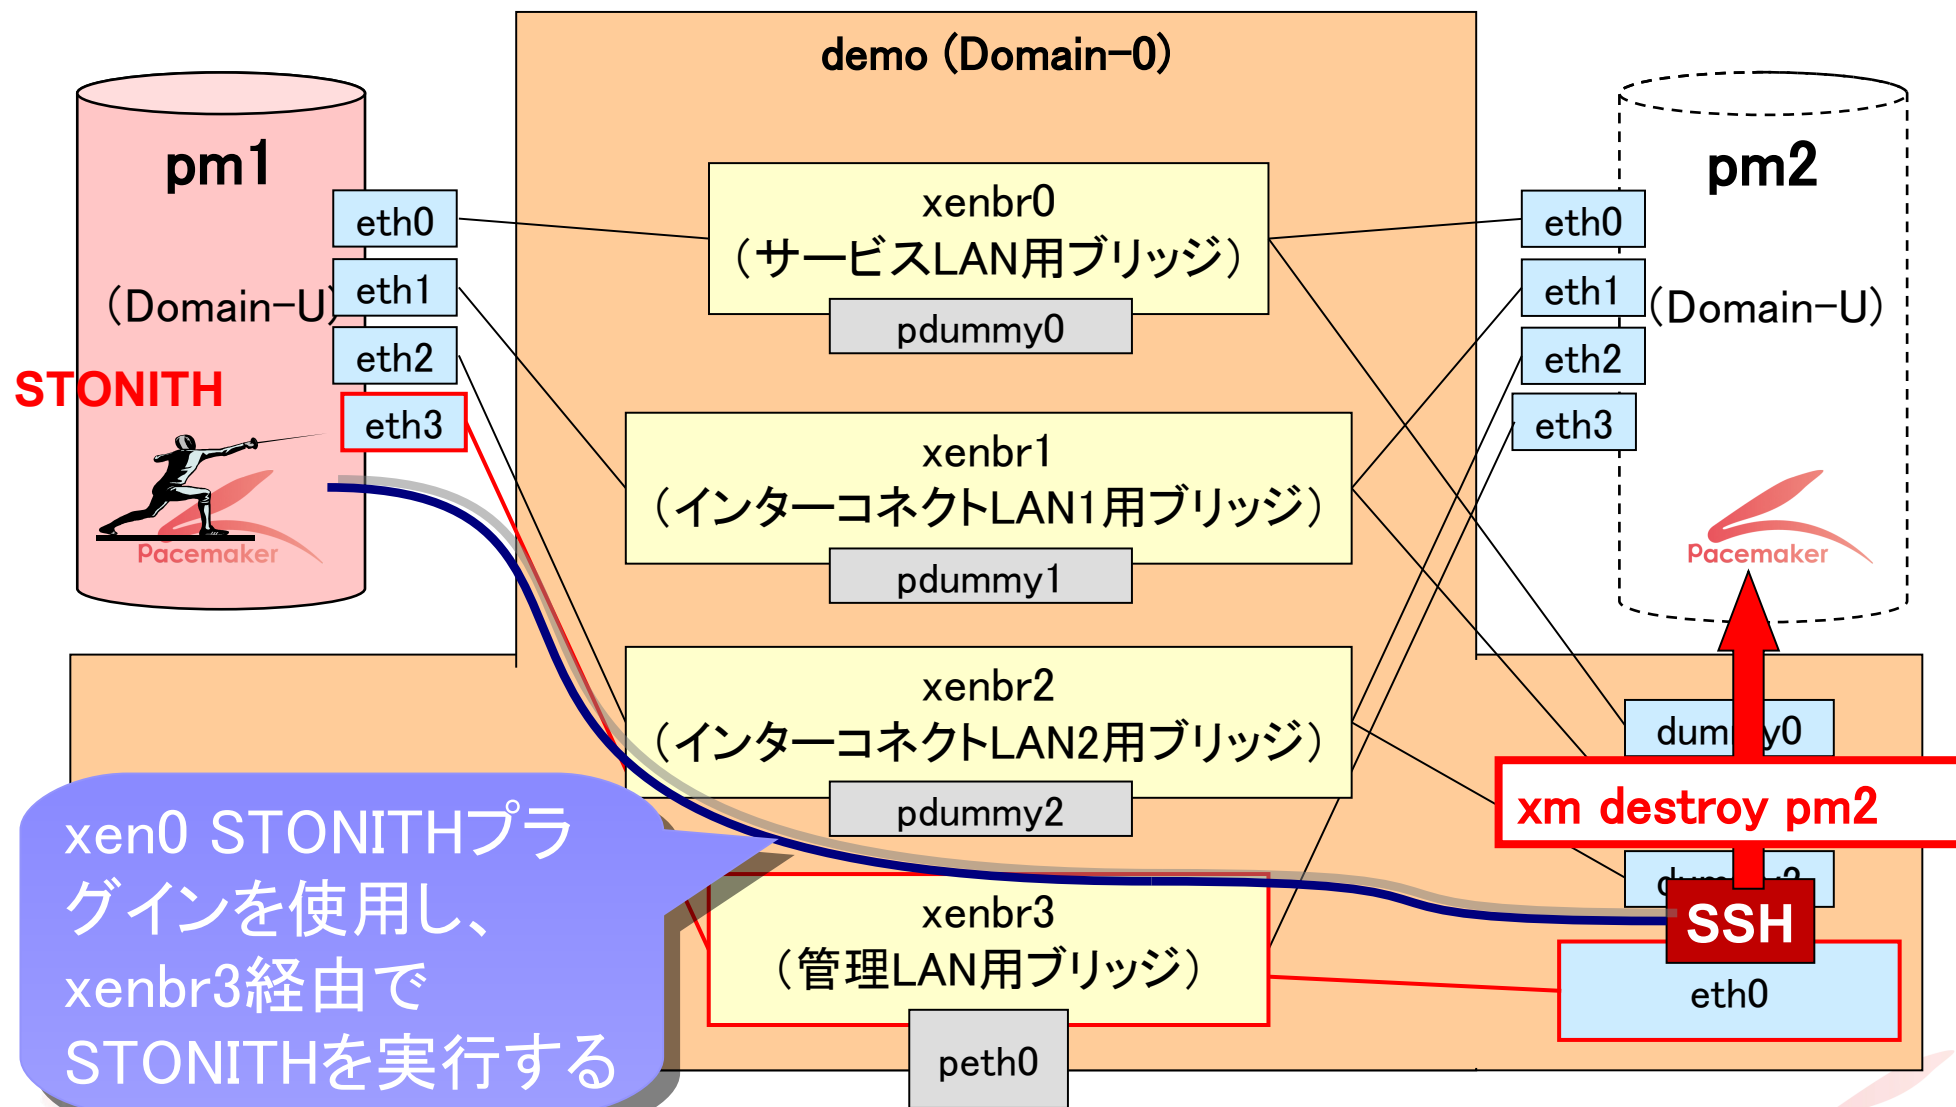 demo (Domain-0)
pm1
(Domain-U)
STONITH
Pacemaker
eth0
eth1
eth2
eth3
xenbr0
（サービスLAN用ブリッジ）
pdummy0
xenbr1
（インターコネクトLAN1用ブリッジ）
pdummy1
xenbr2
（インターコネクトLAN2用ブリッジ）
pdummy2
xenbr3
（管理LAN用ブリッジ）
peth0
pm2
(Domain-U)
eth0
eth1
eth2
eth3
Pacemaker
xm destroy pm2
SSH
eth0
xen0 STONITHプラ
グインを使用し、
xenbr3経由で
STONITHを実行する